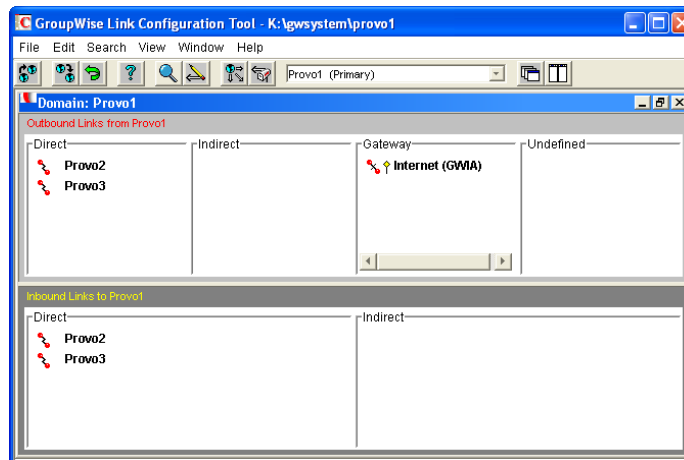 GroupWise Link Configuration Tool - K:\gwsystem\provo1
File Edit Search View Window Help
Provo1 (Primary)
Domain: Provo1
Outbound Links from Provo1
Direct Indirect Gateway Undefined
Provo2 Internet (GWIA)
Provo3
Inbound Links to Provo1
Direct Indirect
Provo2
Provo3